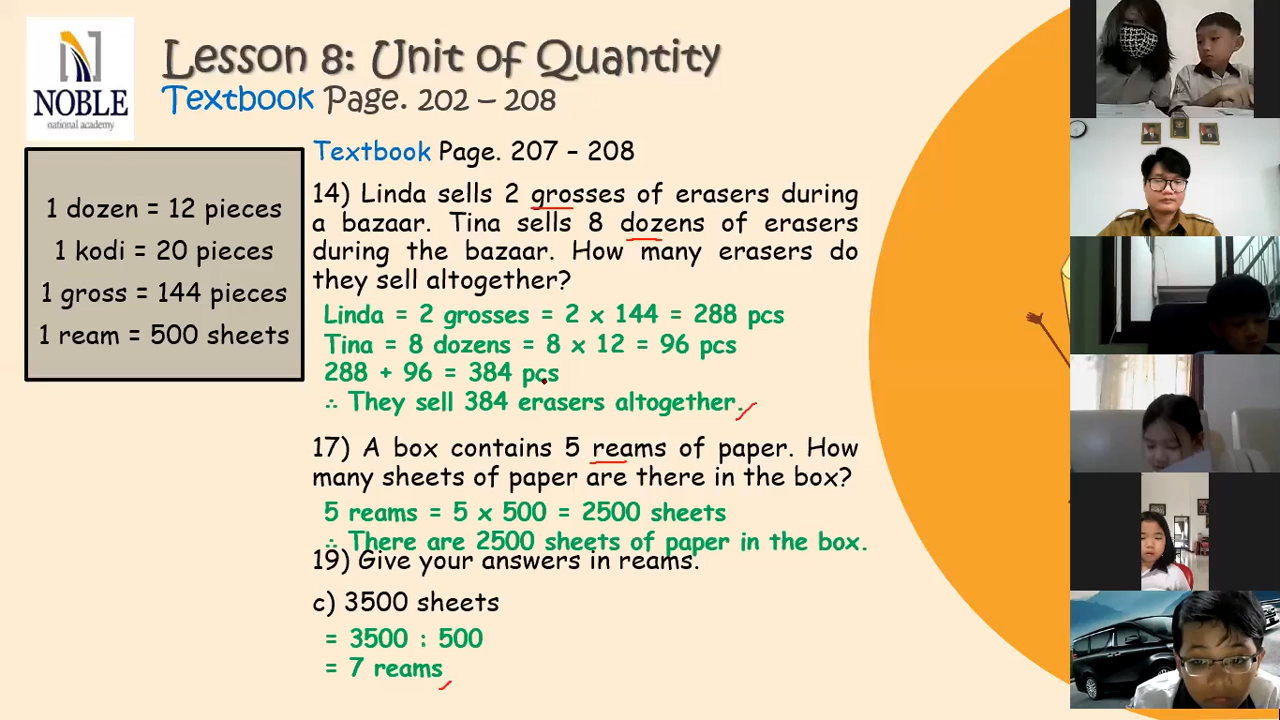 NOBLE
national academy
Lesson 8: Unit of Quantity
Textbook Page. 202 – 208
1 dozen = 12 pieces
1 kodi = 20 pieces
1 gross = 144 pieces
1 ream = 500 sheets
Textbook Page. 207 – 208
14) Linda sells 2 grosses of erasers during
a bazaar. Tina sells 8 dozens of erasers
during the bazaar. How many erasers do
they sell altogether?
Linda = 2 grosses = 2 x 144 = 288 pcs
Tina = 8 dozens = 8 x 12 = 96 pcs
288 + 96 = 384 pcs
∴ They sell 384 erasers altogether.
17) A box contains 5 reams of paper. How
many sheets of paper are there in the box?
5 reams = 5 x 500 = 2500 sheets
∴ There are 2500 sheets of paper in the box.
19) Give your answers in reams.
c) 3500 sheets
= 3500 : 500
= 7 reams